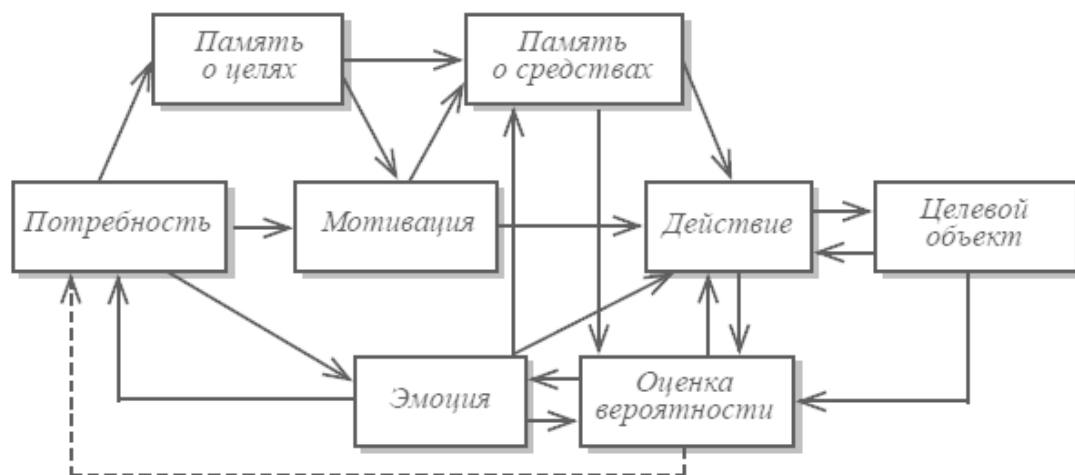 Память
о целях
Память
о средствах
Потребность
Мотивация
Действие
Целевой
объект
Эмоция
Оценка
вероятности